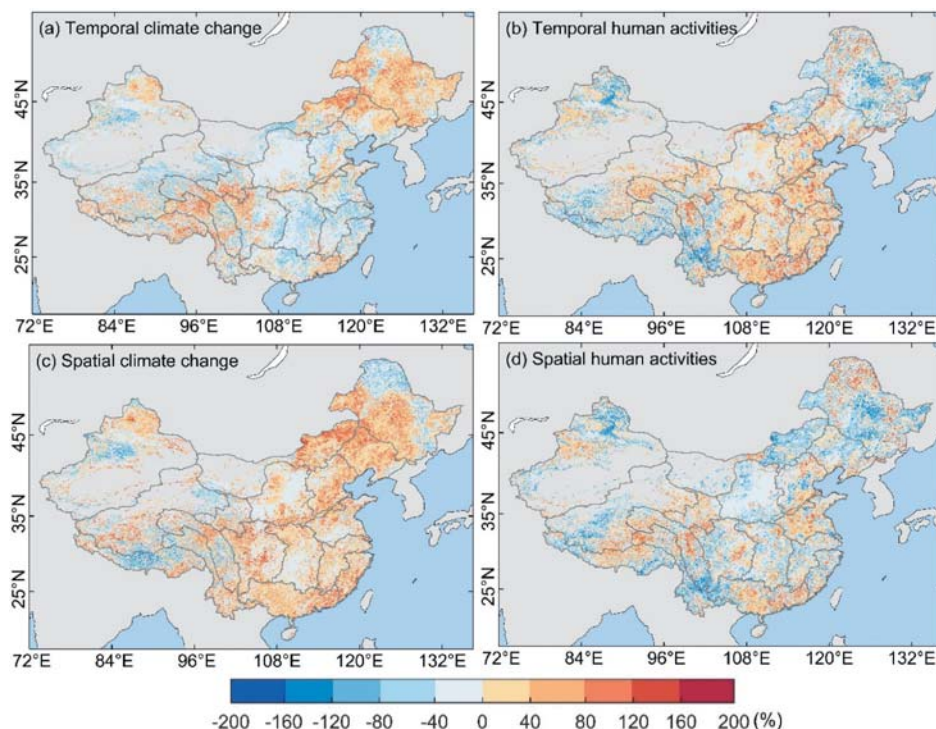 (a) Temporal climate change
(b) Temporal human activities
45°N
35°N
25°N
45°N
35°N
25°N
72°E 84°E 96°E 108°E 120°E 132°E
72°E 84°E 96°E 108°E 120°E 132°E
(c) Spatial climate change
(d) Spatial human activities
45°N
35°N
25°N
45°N
35°N
25°N
72°E 84°E 96°E 108°E 120°E 132°E
72°E 84°E 96°E 108°E 120°E 132°E
-200 -160 -120 -80 -40 0 40 80 120 160 200 (%)